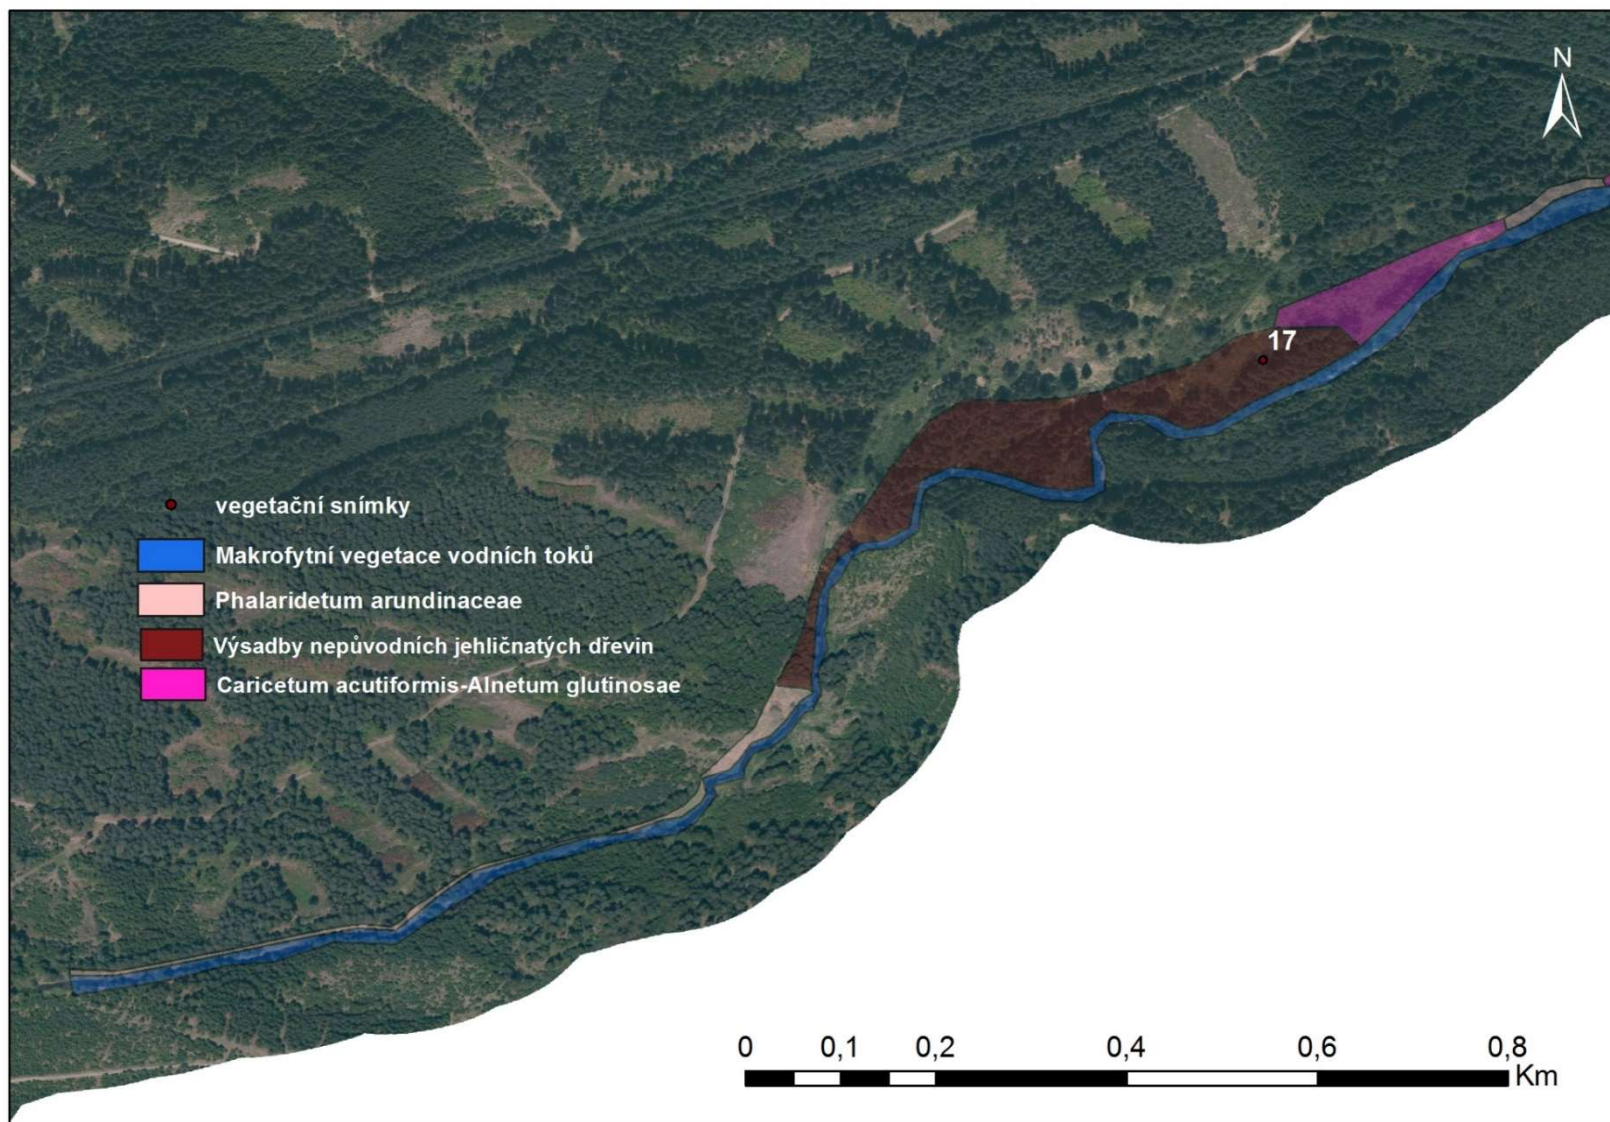 N
17
vegetační snímky
Makrofytní vegetace vodních toků
Phalaridetum arundinaceae
Výsadby nepůvodních jehličnatých dřevin
Caricetum acutiformis-Alnetum glutinosae
0 0,1 0,2 0,4 0,6 0,8
Km